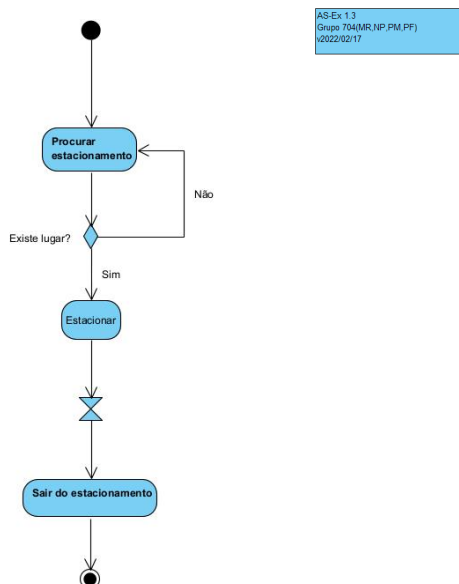 AS-Ex 1.3
Grupo 704(MR,NP,PM,PF)
v2022/02/17
Procurar
estacionamento
Não
Existe lugar?
Sim
Estacionar
Sair do estacionamento